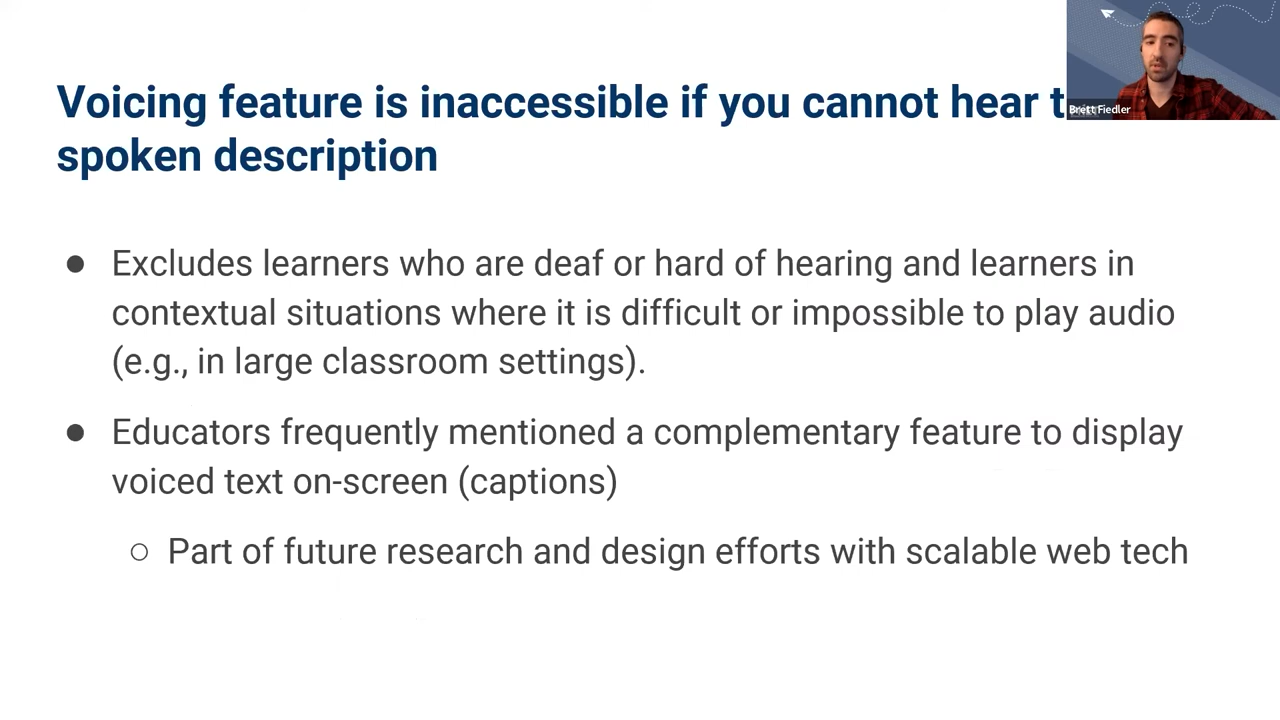 Voicing feature is inaccessible if you cannot hear
spoken description
● Excludes learners who are deaf or hard of hearing and learners in
contextual situations where it is difficult or impossible to play audio
(e.g., in large classroom settings).
● Educators frequently mentioned a complementary feature to display
voiced text on-screen (captions)
○ Part of future research and design efforts with scalable web tech
Brett Fiedler